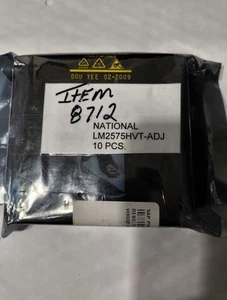 DOU YEE 02-2009
ITEM
8712
NATIONAL
LM2575HVT-ADJ
10 PCS.